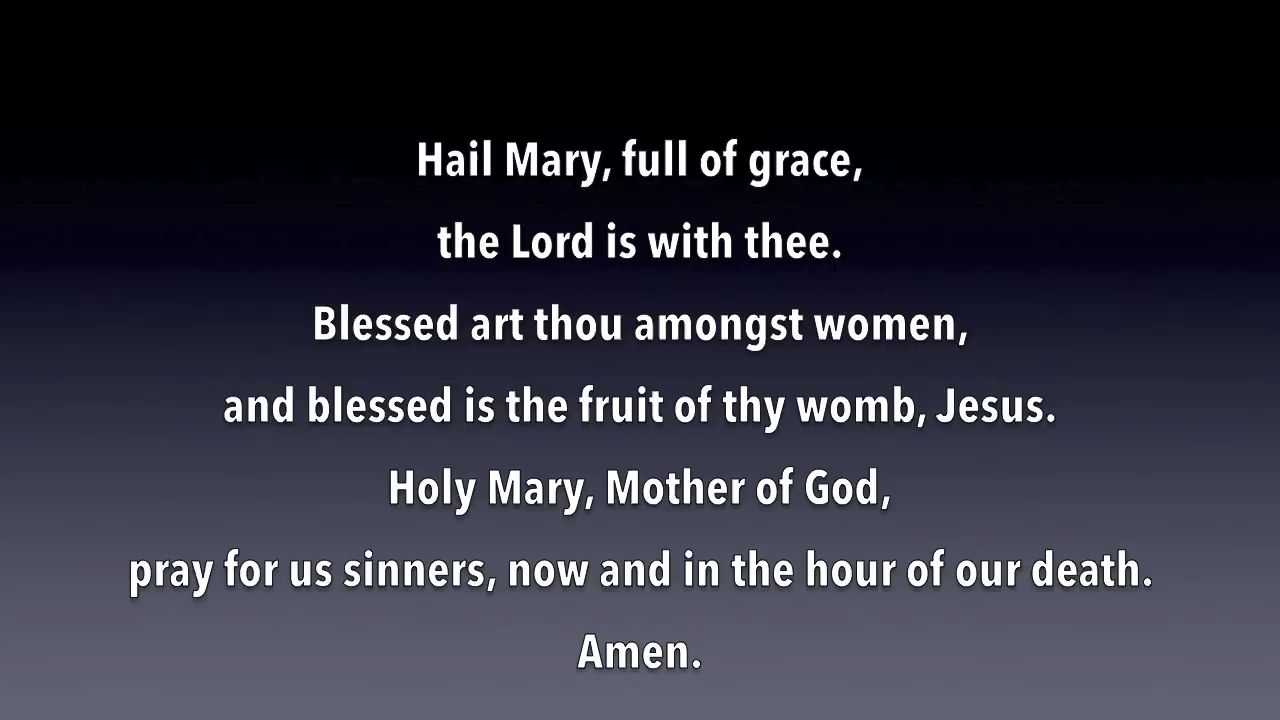 Hail Mary, full of grace,
the Lord is with thee.
Blessed art thou amongst women,
and blessed is the fruit of thy womb, Jesus.
Holy Mary, Mother of God,
pray for us sinners, now and in the hour of our death.
Amen.